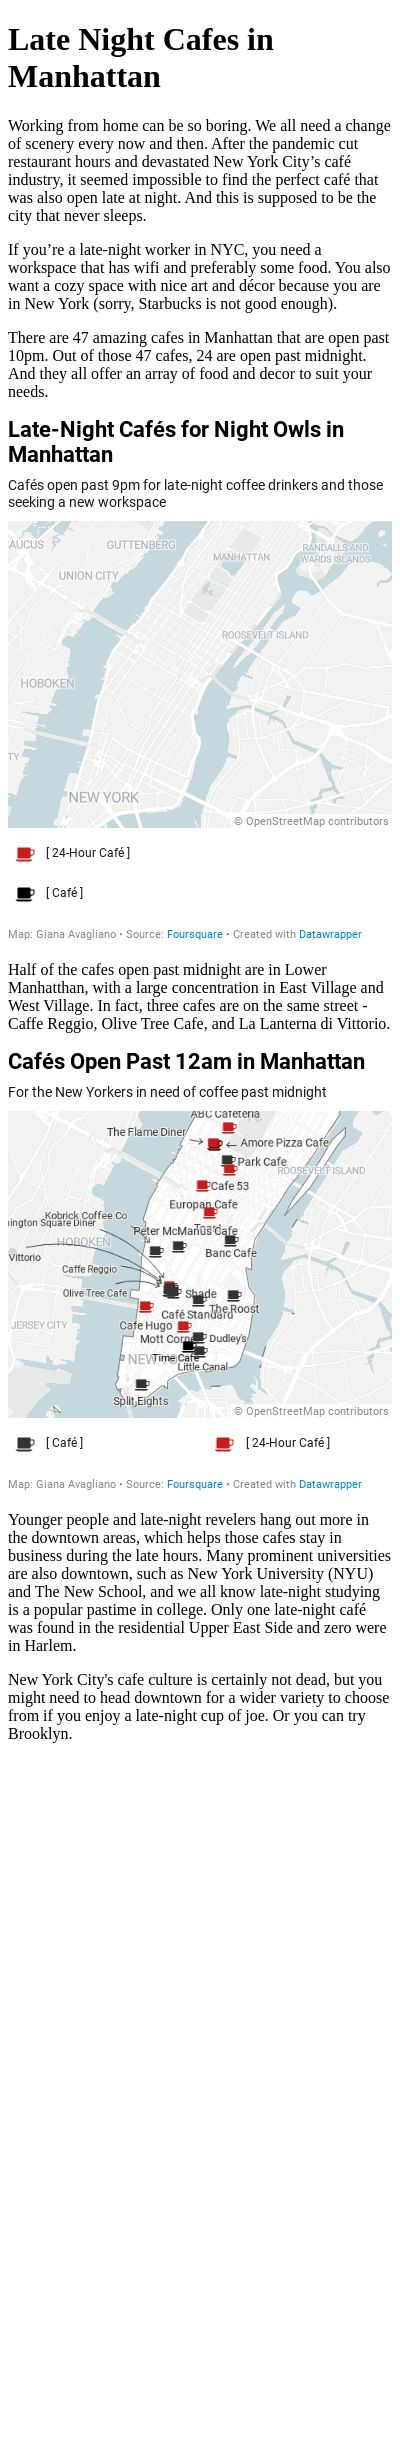 Late Night Cafes in
Manhattan
Working from home can be so boring. We all need a change
of scenery every now and then. After the pandemic cut
restaurant hours and devastated New York City’s café
industry, it seemed impossible to find the perfect café that
was also open late at night. And this is supposed to be the
city that never sleeps.
If you’re a late-night worker in NYC, you need a
workspace that has wifi and preferably some food. You also
want a cozy space with nice art and décor because you are
in New York (sorry, Starbucks is not good enough).
There are 47 amazing cafes in Manhattan that are open past
10pm. Out of those 47 cafes, 24 are open past midnight.
And they all offer an array of food and decor to suit your
needs.
Late-Night Cafés for Night Owls in
Manhattan
Cafés open past 9pm for late-night coffee drinkers and those
seeking a new workspace
CAUCUS
GUTTENBERG
MANHATTAN
RANDALLS AND
WARDS ISLANDS
UNION CITY
ROOSEVELT ISLAND
HOBOKEN
TY
NEW YORK
© OpenStreetMap contributors
[ 24-Hour Café ]
[ Café ]
Map: Giana Avagliano • Source: Foursquare • Created with Datawrapper
Half of the cafes open past midnight are in Lower
Manhatthan, with a large concentration in East Village and
West Village. In fact, three cafes are on the same street -
Caffe Reggio, Olive Tree Cafe, and La Lanterna di Vittorio.
Cafés Open Past 12am in Manhattan
For the New Yorkers in need of coffee past midnight
ABC Cafeteria
The Flame Diner
Amore Pizza Cafe
Park Cafe
ROOSEVELT ISLAND
Cafe 53
Europan Cafe
Kobrick Coffee Co
nington Square Diner
Peter McManus Cafe
HOBOKEN
Banc Cafe
Vittorio
Caffe Reggio
Olive Tree Cafe
Shade
The Roost
Café Standard
JERSEY CITY
Cafe Hugo
Mott Corner
Dudley's
NEW
Time Cafe
Little Canal
Split Eights
© OpenStreetMap contributors
[ Café ]
[ 24-Hour Café ]
Map: Giana Avagliano • Source: Foursquare • Created with Datawrapper
Younger people and late-night revelers hang out more in
the downtown areas, which helps those cafes stay in
business during the late hours. Many prominent universities
are also downtown, such as New York University (NYU)
and The New School, and we all know late-night studying
is a popular pastime in college. Only one late-night café
was found in the residential Upper East Side and zero were
in Harlem.
New York City's cafe culture is certainly not dead, but you
might need to head downtown for a wider variety to choose
from if you enjoy a late-night cup of joe. Or you can try
Brooklyn.